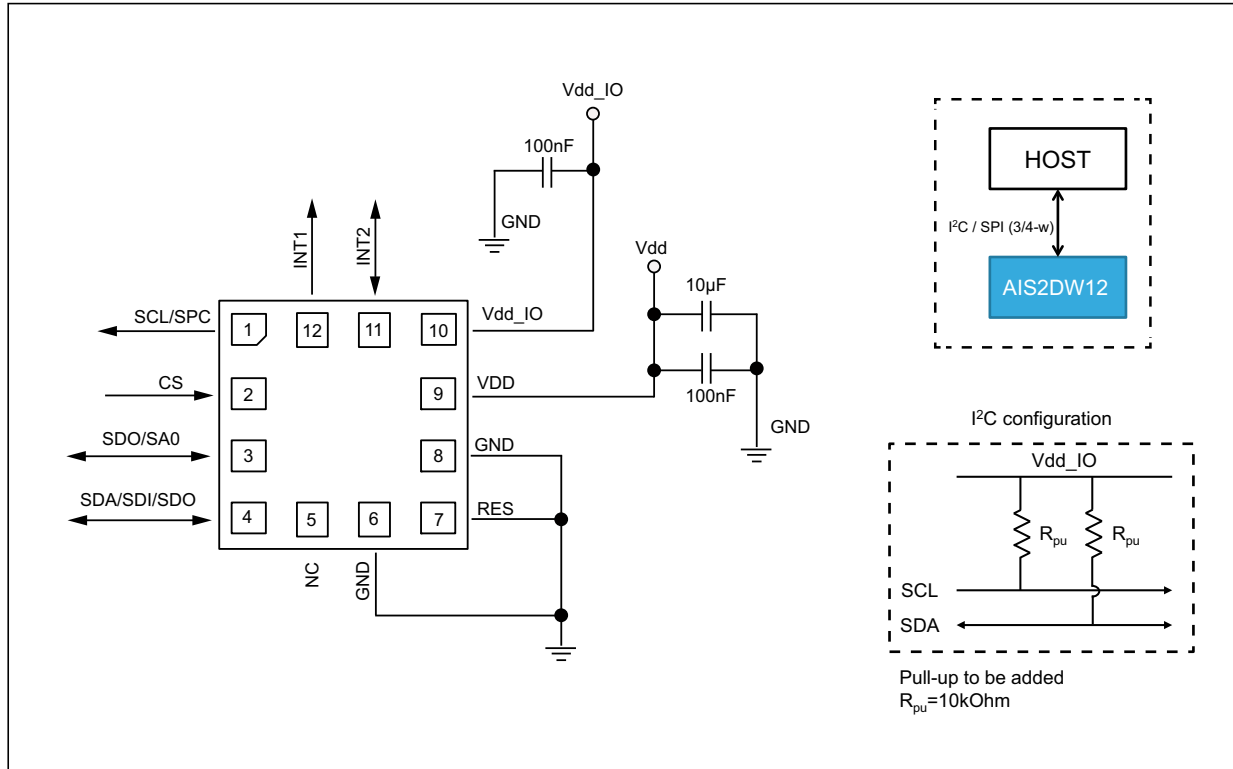 Vdd_IO
100nF
GND
Vdd
10µF
100nF
GND
INT1
INT2
SCL/SPC
CS
SDO/SA0
SDA/SDI/SDO
1
12
11
10
2
9
3
8
4
5
6
7
Vdd_IO
VDD
GND
RES
NC
GND
HOST
I²C / SPI (3/4-w)
AIS2DW12
I²C configuration
Vdd_IO
Rpu
Rpu
SCL
SDA
Pull-up to be added
Rpu=10kOhm